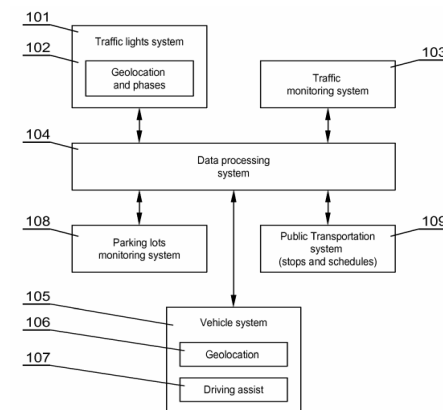 101
Traffic lights system
102
Geolocation
and phases
103
Traffic
monitoring system
104
Data processing
system
108
Parking lots
monitoring system
109
Public Transportation
system
(stops and schedules)
105
Vehicle system
106
Geolocation
107
Driving assist